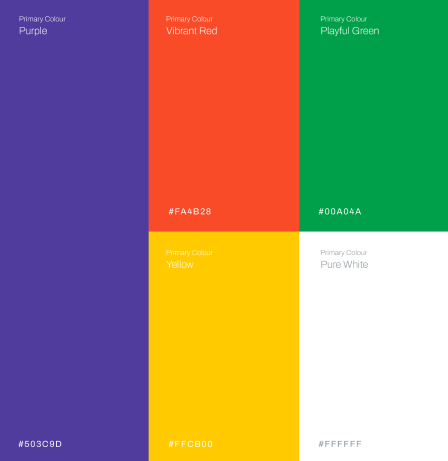 Primary Colour
Purple
#503C9D
Primary Colour
Vibrant Red
#FA4B28
Primary Colour
Playful Green
#00A04A
Primary Colour
Yellow
#FFCB00
Primary Colour
Pure White
#FFFFFF